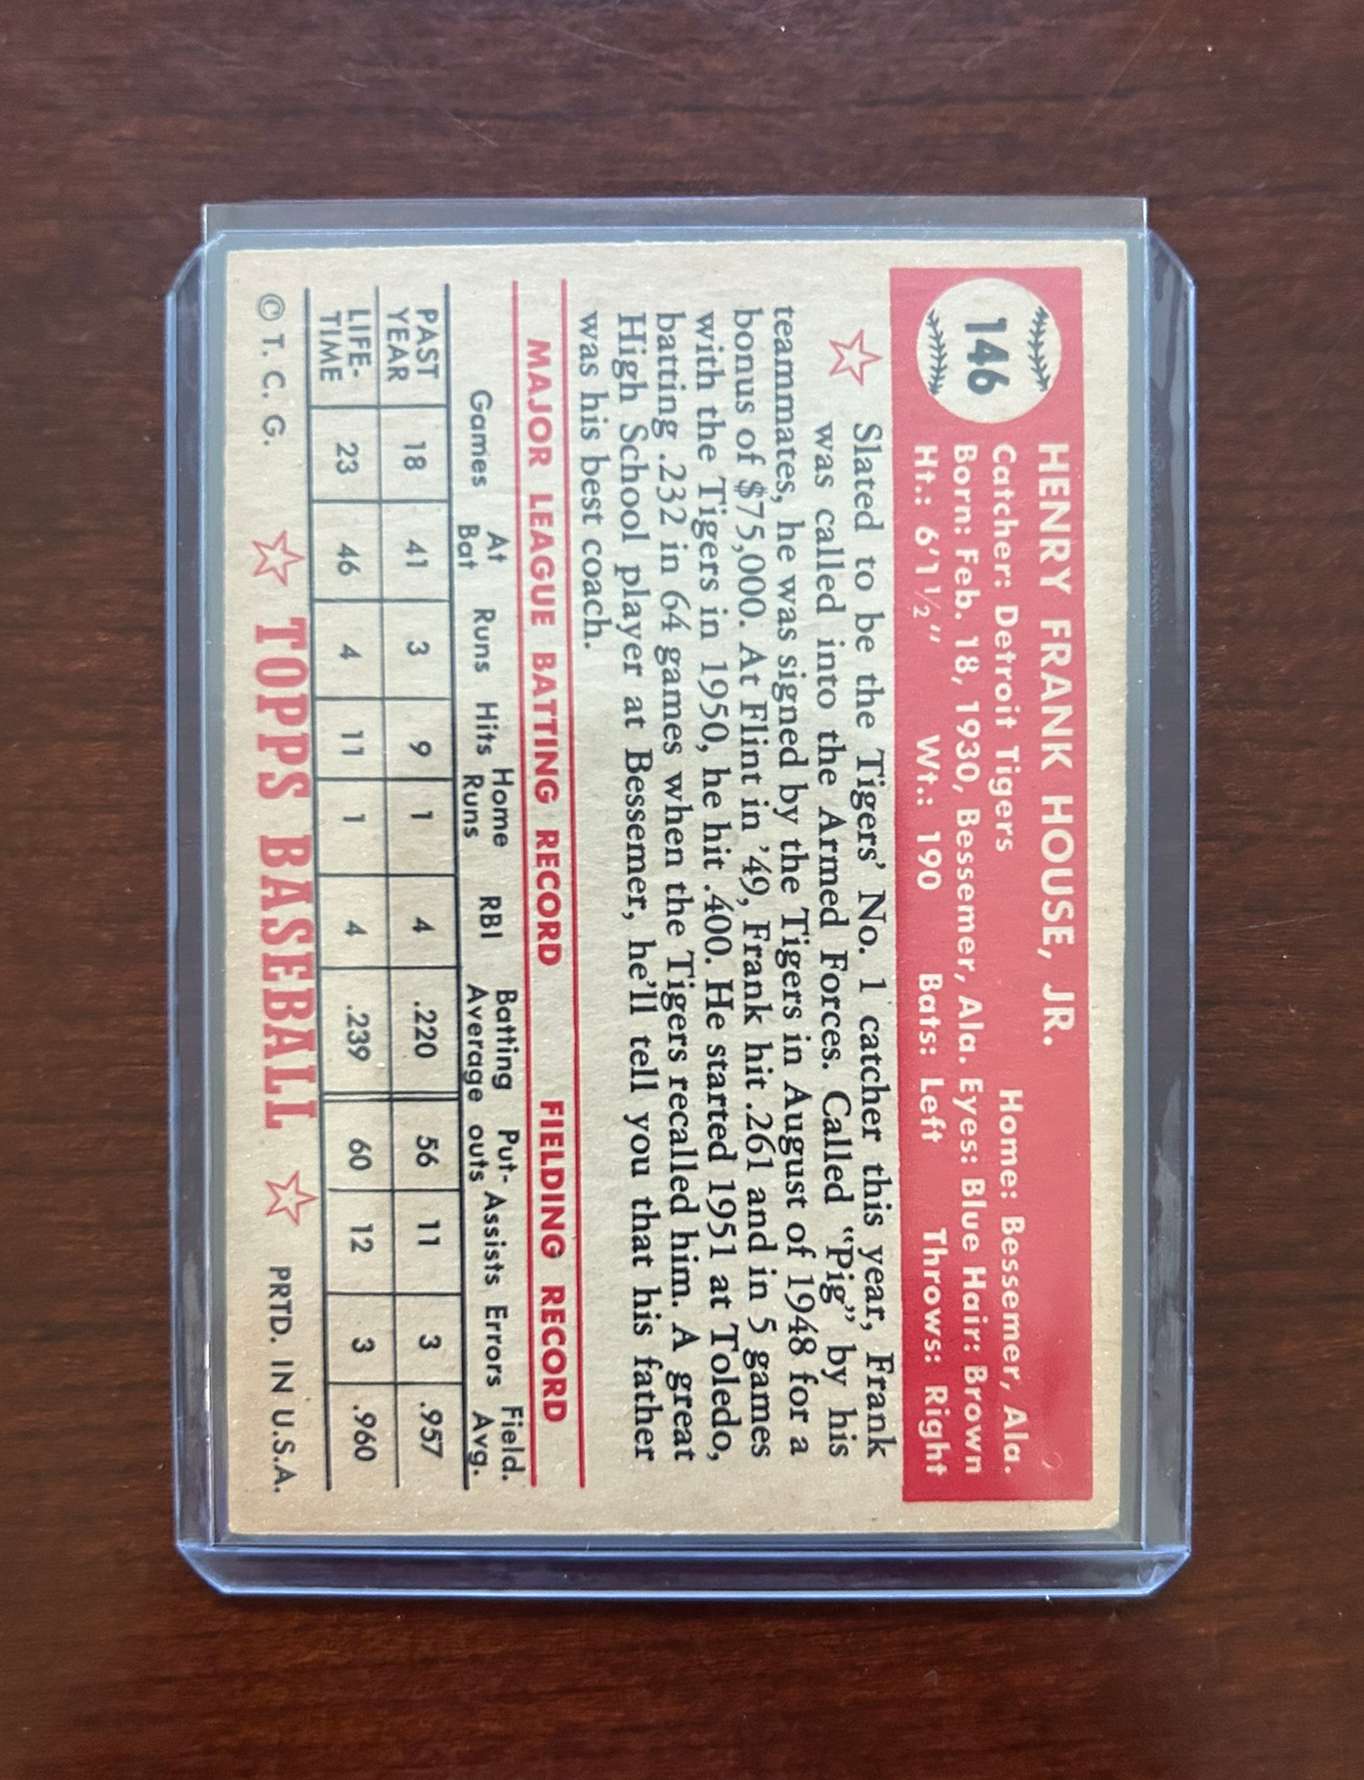 146
HENRY FRANK HOUSE, JR.
Catcher: Detroit Tigers Home: Bessemer, Ala.
Born: Feb. 18, 1930, Bessemer, Ala. Eyes: Blue Hair: Brown
Ht.: 6'1½" Wt.: 190 Bats: Left Throws: Right
Slated to be the Tigers' No. 1 catcher this year, Frank
was called into the Armed Forces. Called "Pig" by his
teammates, he was signed by the Tigers in August of 1948 for a
bonus of $75,000. At Flint in '49, Frank hit .261 and in 5 games
with the Tigers in 1950, he hit .400. He started 1951 at Toledo,
batting .232 in 64 games when the Tigers recalled him. A great
High School player at Bessemer, he'll tell you that his father
was his best coach.
MAJOR LEAGUE BATTING RECORD FIELDING RECORD
Games At Bat Runs Hits Home Runs RBI Batting Average Put-outs Assists Errors Field. Avg.
PAST YEAR 18 41 3 9 1 4 .220 56 11 3 .957
LIFE-TIME 23 46 4 11 1 4 .239 60 12 3 .960
© T. C. G. ☆ TOPPS BASEBALL ☆ PRTD. IN U.S.A.